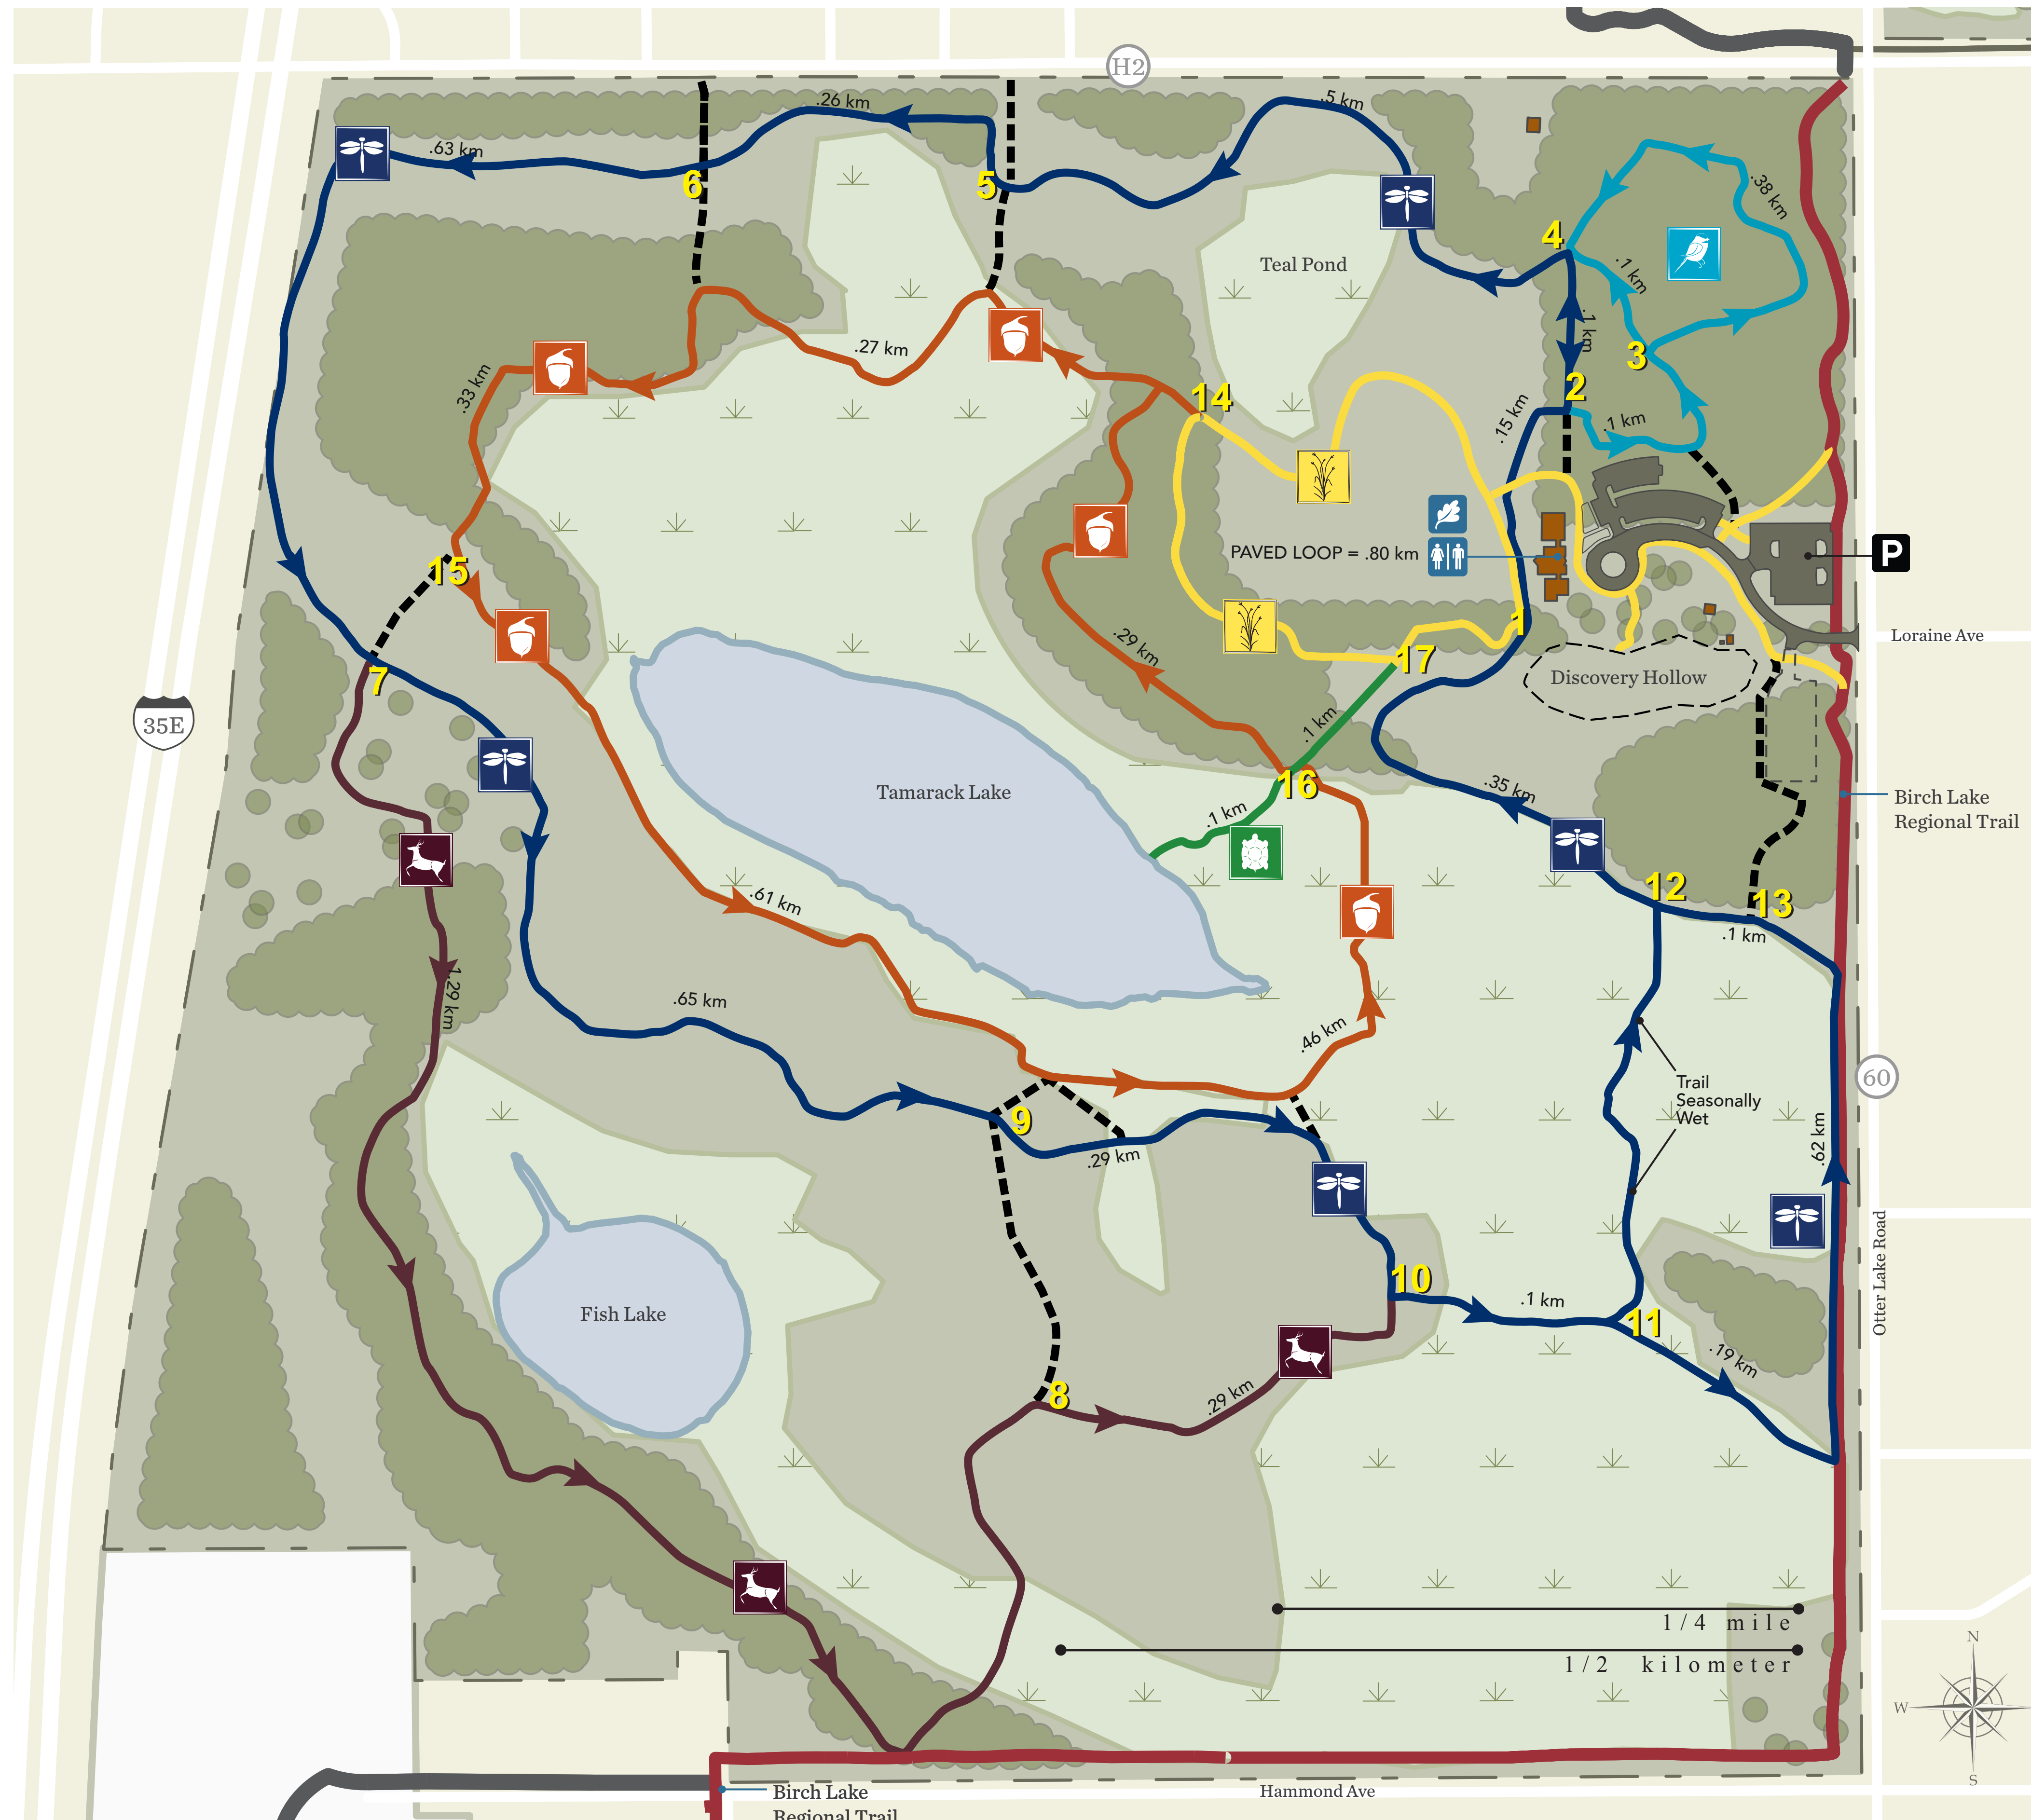 H2
.26 km
.5 km
.63 km
6
5
.38 km
4
Teal Pond
.1 km
.1 km
3
.27 km
2
.33 km
14
.15 km
.1 km
PAVED LOOP = .80 km
P
15
1
Loraine Ave
.29 km
17
7
Discovery Hollow
35E
.1 km
Tamarack Lake
16
.35 km
Birch Lake
Regional Trail
.1 km
.61 km
12
13
.1 km
1.29 km
.65 km
.46 km
Trail
Seasonally
Wet
60
9
.29 km
.62 km
Otter Lake Road
10
.1 km
11
Fish Lake
.19 km
8
.29 km
1/4 mile
1/2 kilometer
N
W
S
Birch Lake
Regional Trail
Hammond Ave